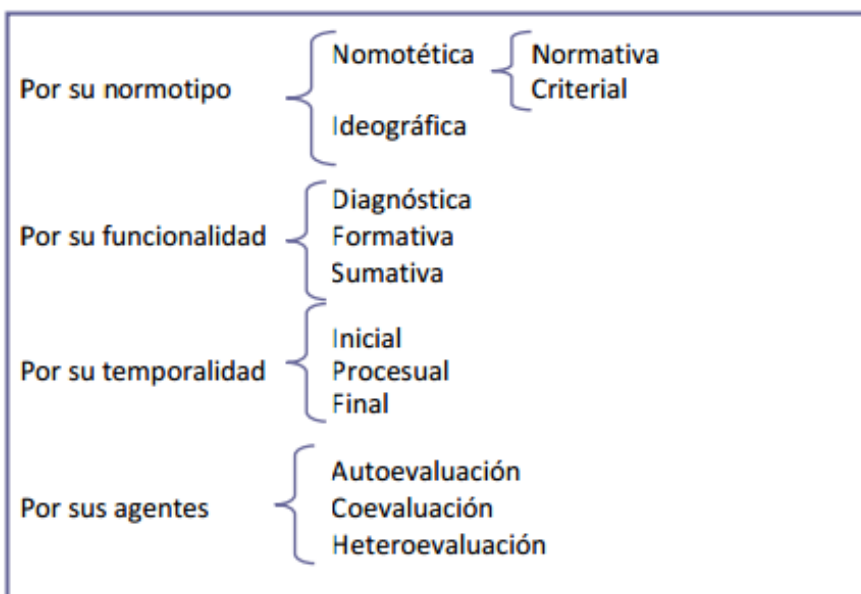 Por su normotipo
Nomotética
Normativa
Criterial
Ideográfica
Por su funcionalidad
Diagnóstica
Formativa
Sumativa
Por su temporalidad
Inicial
Procesual
Final
Por sus agentes
Autoevaluación
Coevaluación
Heteroevaluación